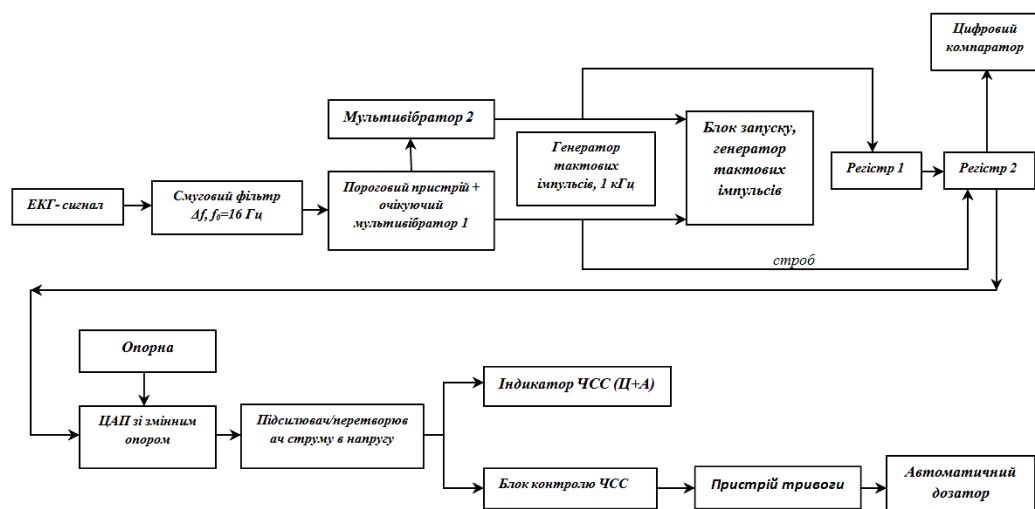 Цифровий
компаратор
Мультивібратор 2
Генератор
тактових
імпульсів, 1 кГц
Блок запуску,
генератор
тактових
імпульсів
Регістр 1
Регістр 2
ЕКГ- сигнал
Смуговий фільтр
Δf, f₀=16 Гц
Пороговий пристрій +
очікуючий
мультивібратор 1
строб
Опорна
ЦАП зі змінним
опором
Підсилювач/перетворюв
ач струму в напругу
Індикатор ЧСС (Ц+А)
Блок контролю ЧСС
Пристрій тривоги
Автоматичний
дозатор